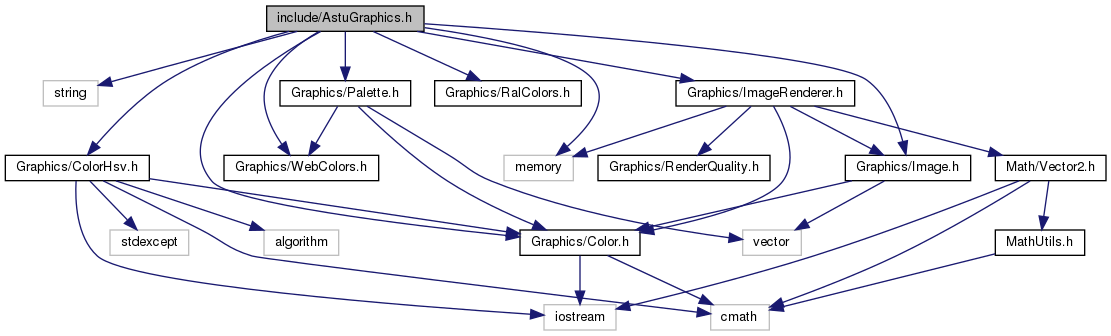 include/AstuGraphics.h
string
Graphics/Palette.h
Graphics/RalColors.h
Graphics/ImageRenderer.h
Graphics/ColorHsv.h
Graphics/WebColors.h
memory
Graphics/RenderQuality.h
Graphics/Image.h
Math/Vector2.h
stdexcept
algorithm
Graphics/Color.h
vector
MathUtils.h
iostream
cmath